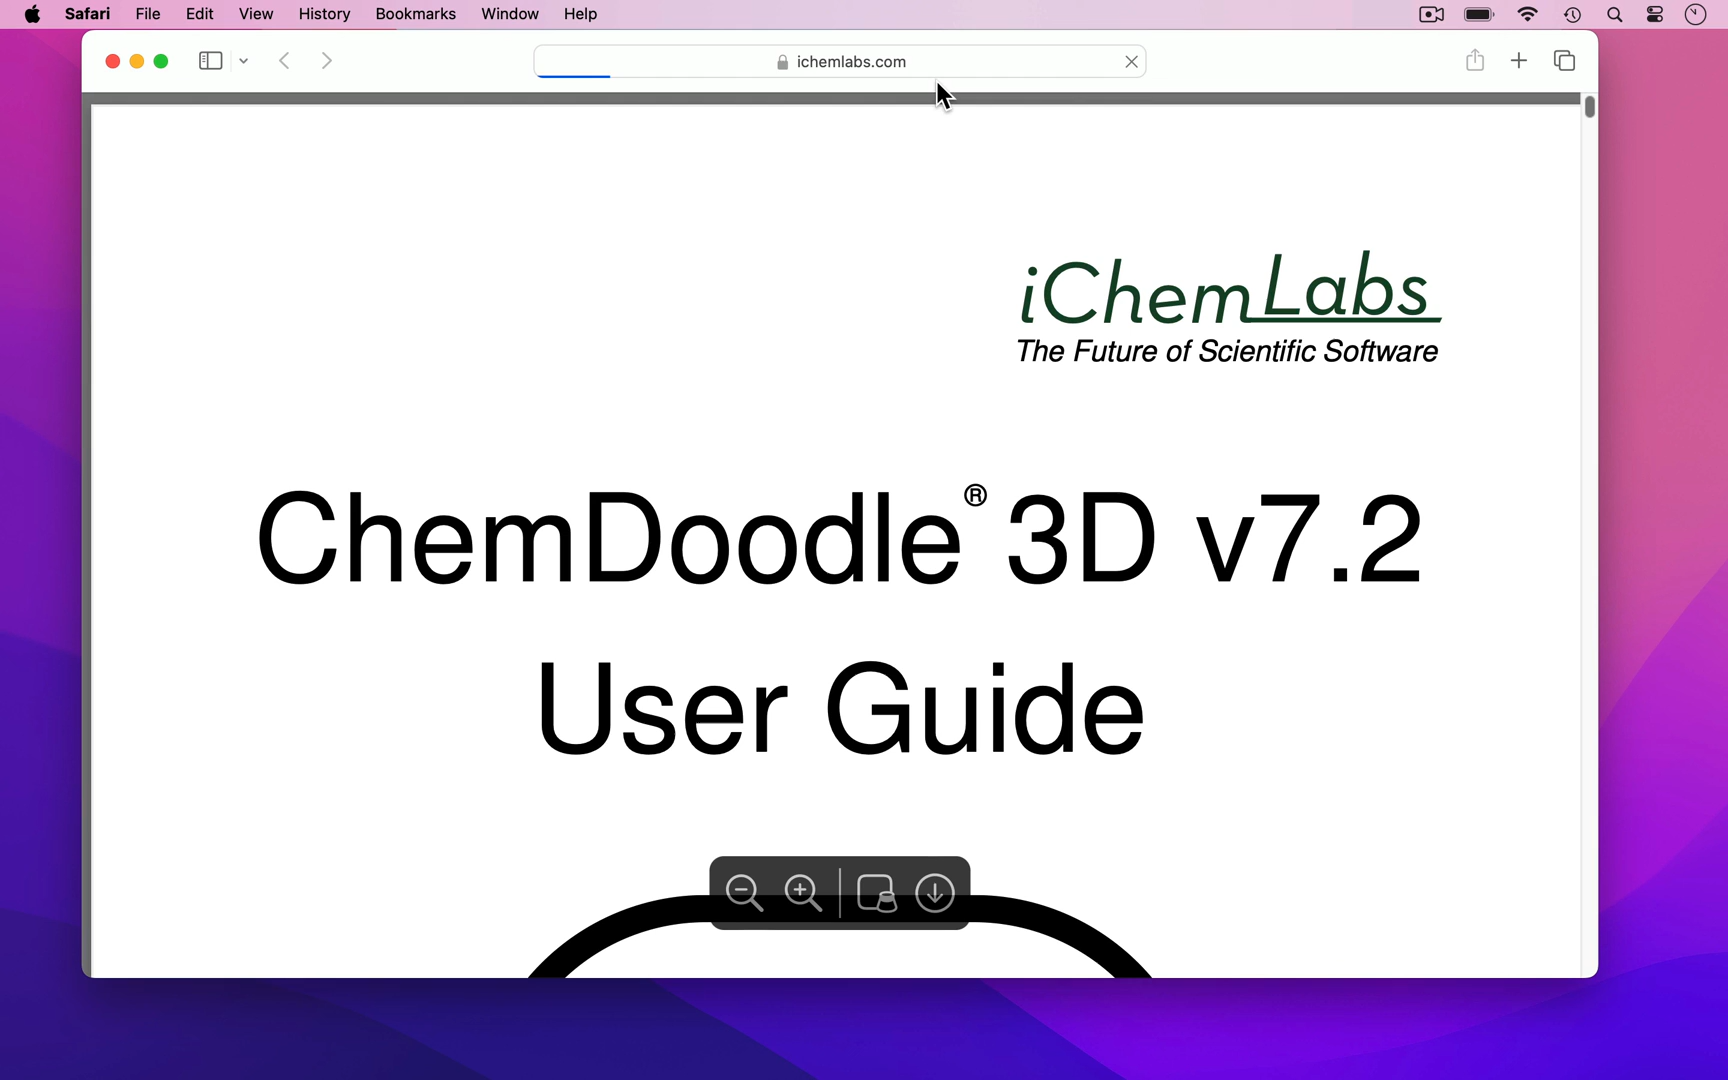 Safari File Edit View History Bookmarks Window Help
ichemlabs.com
iChemLabs
The Future of Scientific Software
ChemDoodle® 3D v7.2
User Guide